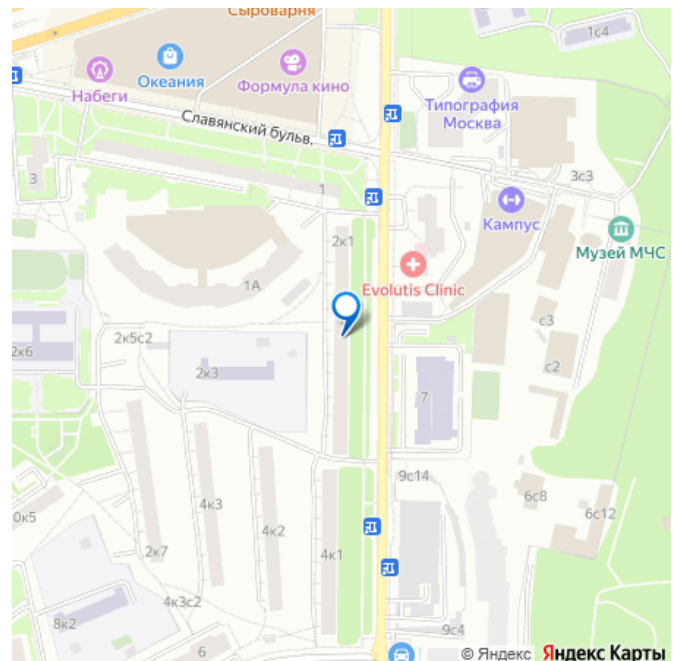 Сыроварня
1с4
Набеги
Океания
Формула кино
Типография
Москва
Славянский бульв.
3
1
3с3
Кампус
Музей МЧС
2к1
Evolutis Clinic
1А
2к5с2
2к6
2к3
с3
с2
7
9с14
6с8
6с12
0к5
4к3
4к2
2к7
4к1
4к3с2
8к2
6
9с4
© Яндекс Яндекс Карты